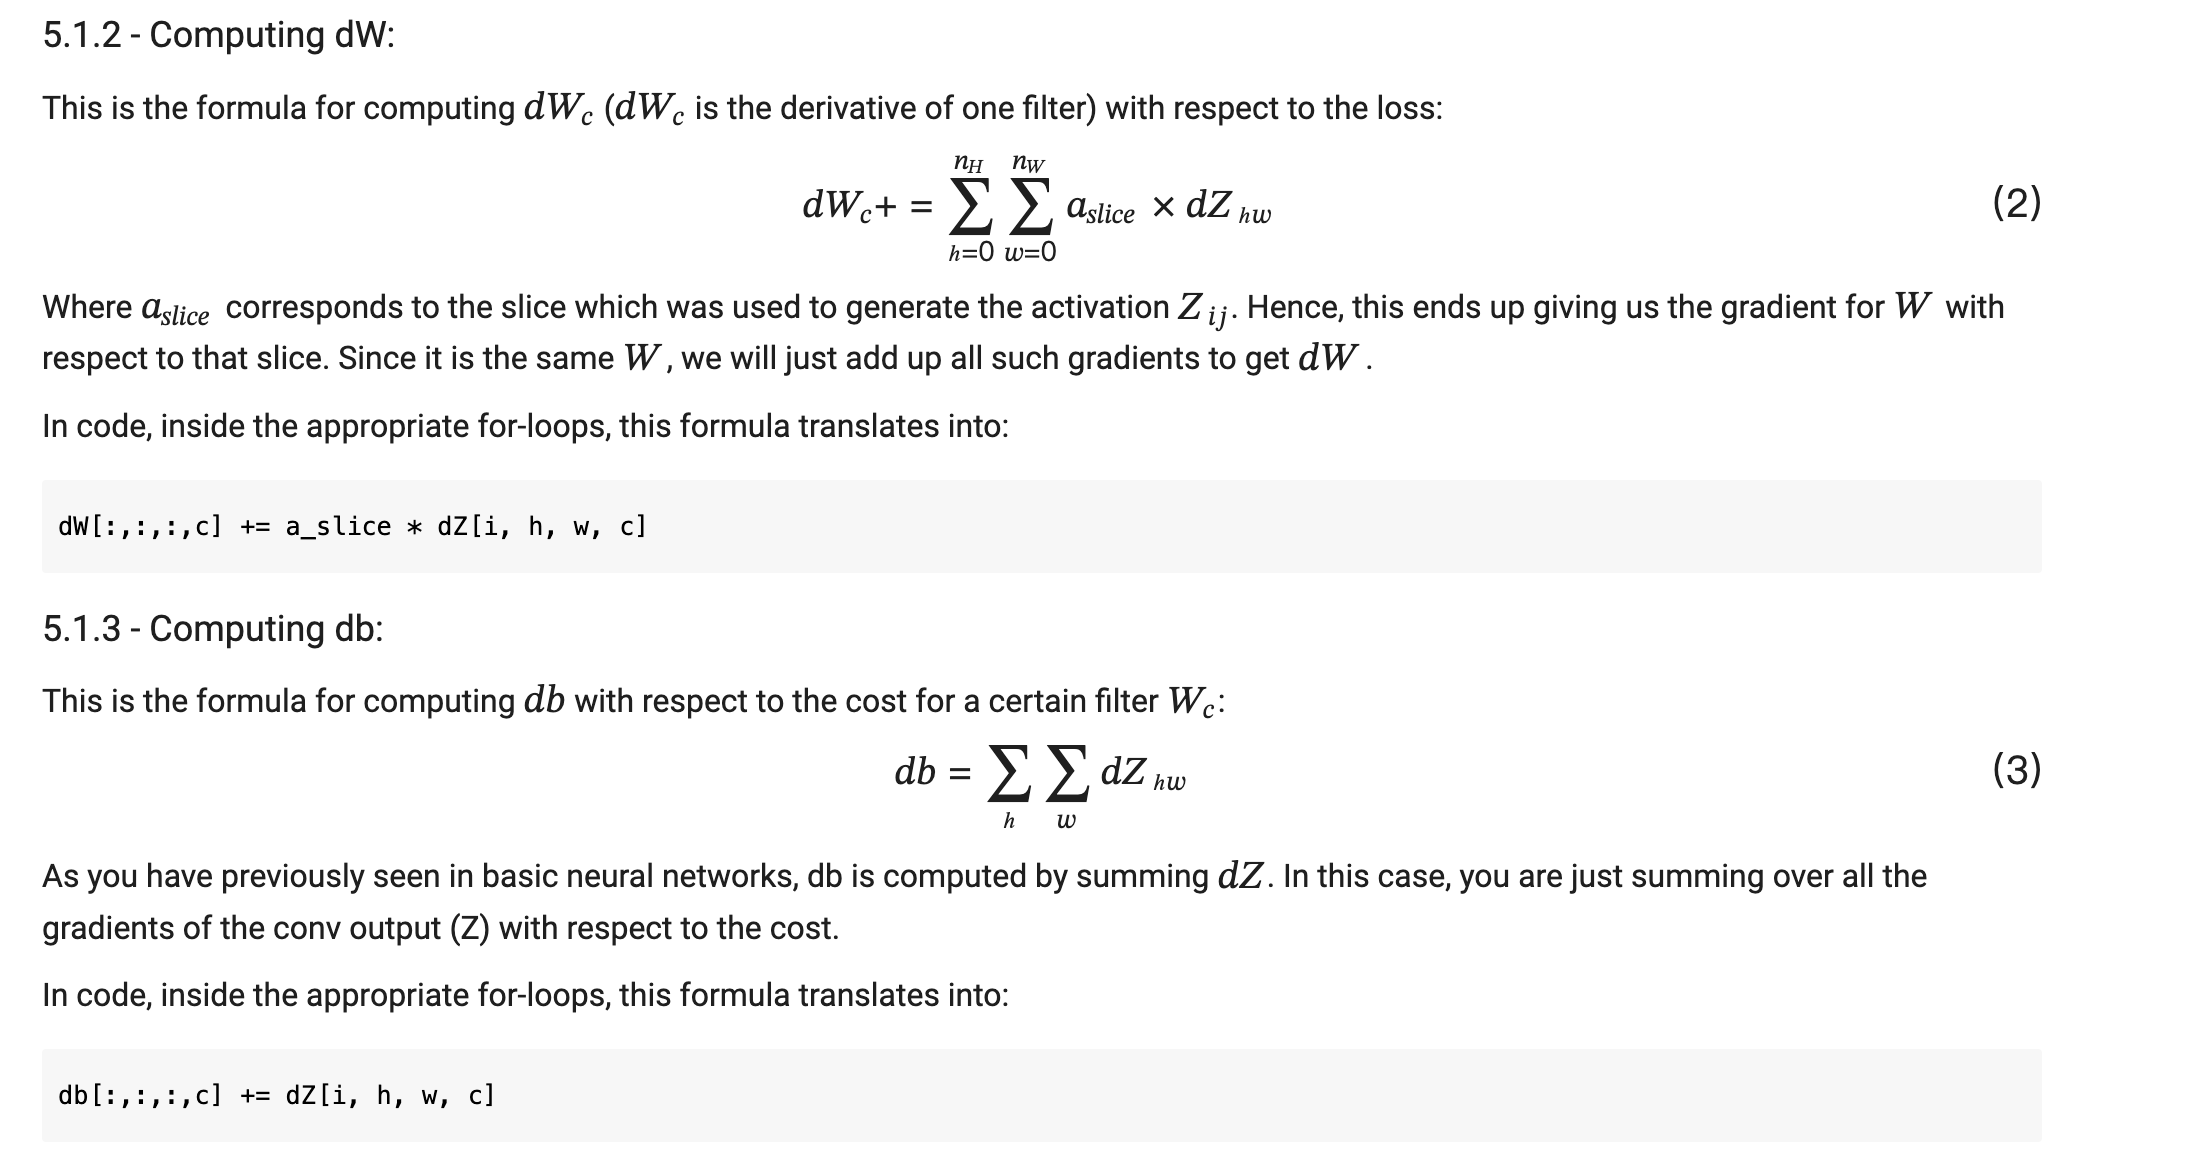 5.1.2 - Computing dW:
This is the formula for computing dW_c (dW_c is the derivative of one filter) with respect to the loss:
dW_c+ = \sum_{h=0}^{n_H} \sum_{w=0}^{n_W} a_{slice} × dZ_{hw} (2)
Where a_{slice} corresponds to the slice which was used to generate the activation Z_{ij}. Hence, this ends up giving us the gradient for W with
respect to that slice. Since it is the same W, we will just add up all such gradients to get dW.
In code, inside the appropriate for-loops, this formula translates into:
dW[:,:,:,c] += a_slice * dZ[i, h, w, c]
5.1.3 - Computing db:
This is the formula for computing db with respect to the cost for a certain filter W_c:
db = \sum_h \sum_w dZ_{hw} (3)
As you have previously seen in basic neural networks, db is computed by summing dZ. In this case, you are just summing over all the
gradients of the conv output (Z) with respect to the cost.
In code, inside the appropriate for-loops, this formula translates into:
db[:,:,:,c] += dZ[i, h, w, c]